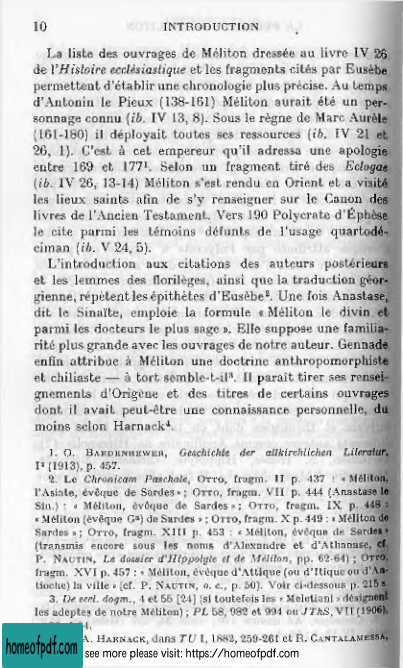 10 INTRODUCTION
La liste des ouvrages de Méliton dressée au livre IV 26
de l'Histoire ecclésiastique et les fragments cités par Eusèbe
permettent d'établir une chronologie plus précise. Au temps
d'Antonin le Pieux (138-161) Méliton aurait été un per-
sonnage connu (ib. IV 13, 8). Sous le règne de Marc Aurèle
(161-180) il déployait toutes ses ressources (ib. IV 21 et
26, 1). C'est à cet empereur qu'il adressa une apologie
entre 169 et 177¹. Selon un fragment tiré des Eclogae
(ib. IV 26, 13-14) Méliton s'est rendu en Orient et a visité
les lieux saints afin de s'y renseigner sur le Canon des
livres de l'Ancien Testament. Vers 190 Polycrate d'Éphèse
le cite parmi les témoins défunts de l'usage quartodé-
ciman (ib. V 24, 5).
L'introduction aux citations des auteurs postérieurs
et les lemmes des florilèges, ainsi que la traduction géor-
gienne, répètent les épithètes d'Eusèbe². Une fois Anastase,
dit le Sinaïte, emploie la formule « Méliton le divin et
parmi les docteurs le plus sage ». Elle suppose une familia-
rité plus grande avec les ouvrages de notre auteur. Gennade
enfin attribue à Méliton une doctrine anthropomorphiste
et chiliaste — à tort semble-t-il³. Il paraît tirer ses rensei-
gnements d'Origène et des titres de certains ouvrages
dont il avait peut-être une connaissance personnelle, du
moins selon Harnack⁴.
1. O. BARDENHEWER, Geschichte der altkirchlichen Literatur,
I² (1913), p. 457.
2. Le Chronicam Paschale, OTTO, fragm. II p. 437 : « Méliton,
l'Asiate, évêque de Sardes » ; OTTO, fragm. VII p. 444 (Anastase le
Sin.) : « Méliton, évêque de Sardes » ; OTTO, fragm. IX p. 448 :
« Méliton (évêque Gª) de Sardes » ; OTTO, fragm. X p. 449 : « Méliton de
Sardes » ; OTTO, fragm. XIII p. 453 : « Méliton, évêque de Sardes »
(transmis encore sous les noms d'Alexandre et d'Athanase, cf.
P. NAUTIN, Le dossier d'Hippolyte et de Méliton, pp. 62-64) ; OTTO,
fragm. XVI p. 457 : « Méliton, évêque d'Attique (ou d'Ittique ou d'An-
tioche) la ville » (cf. P. NAUTIN, o. c., p. 50). Voir ci-dessous p. 215 s.
3. De eccl. dogm., 4 et 55 [24] (si toutefois les « Meletiani » désignent
les adeptes de notre Méliton) ; PL 58, 982 et 994 ou JThS, VII (1906),
A. HARNACK, dans TU I, 1882, 259-261 et R. CANTALAMESSA,
homeofpdf.com see more please visit: https://homeofpdf.com